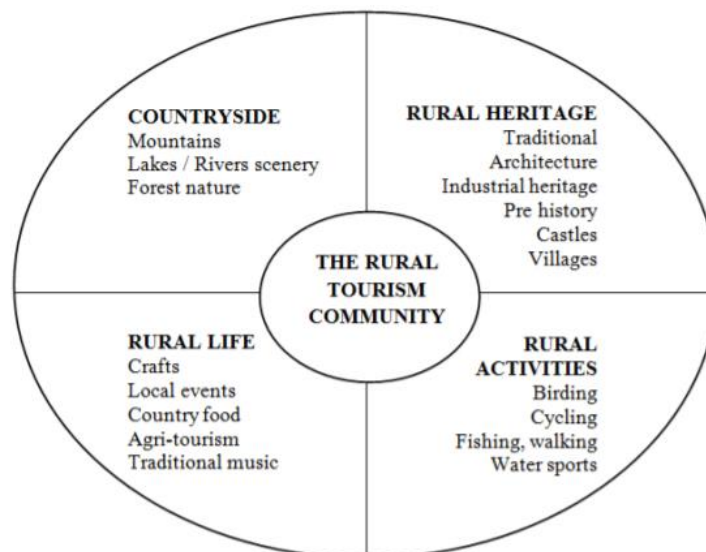 COUNTRYSIDE
Mountains
Lakes / Rivers scenery
Forest nature
RURAL HERITAGE
Traditional
Architecture
Industrial heritage
Pre history
Castles
Villages
THE RURAL
TOURISM
COMMUNITY
RURAL LIFE
Crafts
Local events
Country food
Agri-tourism
Traditional music
RURAL
ACTIVITIES
Birding
Cycling
Fishing, walking
Water sports